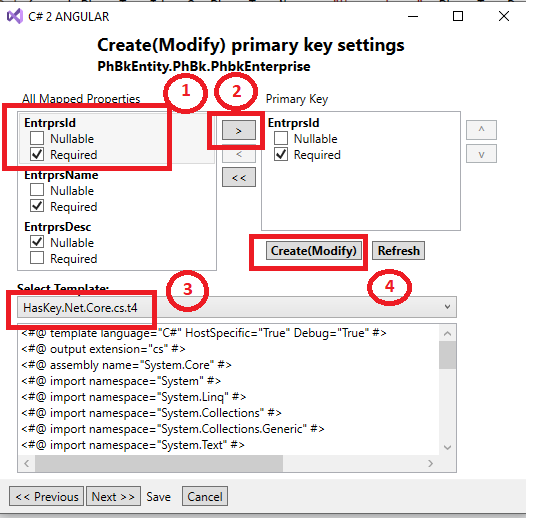 C# 2 ANGULAR
Create(Modify) primary key settings
PhBkEntity.PhBk.PhbkEnterprise
1
2
All Mapped Properties
Primary Key
EntrprsId
Nullable
Required
EntrprsName
Nullable
Required
EntrprsDesc
Nullable
Required
>
<
<<
EntrprsId
Nullable
Required
^
v
Create(Modify)
Refresh
3
4
Select Template:
HasKey.Net.Core.cs.t4
<#@ template language="C#" HostSpecific="True" Debug="True" #>
<#@ output extension="cs" #>
<#@ assembly name="System.Core" #>
<#@ import namespace="System" #>
<#@ import namespace="System.Linq" #>
<#@ import namespace="System.Collections" #>
<#@ import namespace="System.Collections.Generic" #>
<#@ import namespace="System.Text" #>
<< Previous
Next >>
Save
Cancel